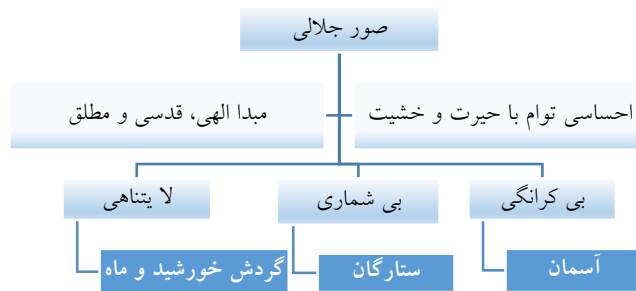 صور جلالی
احساسی توام با حیرت و خشیت
مبدا الهی، قدسی و مطلق
بی کرانگی
بی شماری
لا یتناهی
آسمان
ستارگان
گردش خورشید و ماه